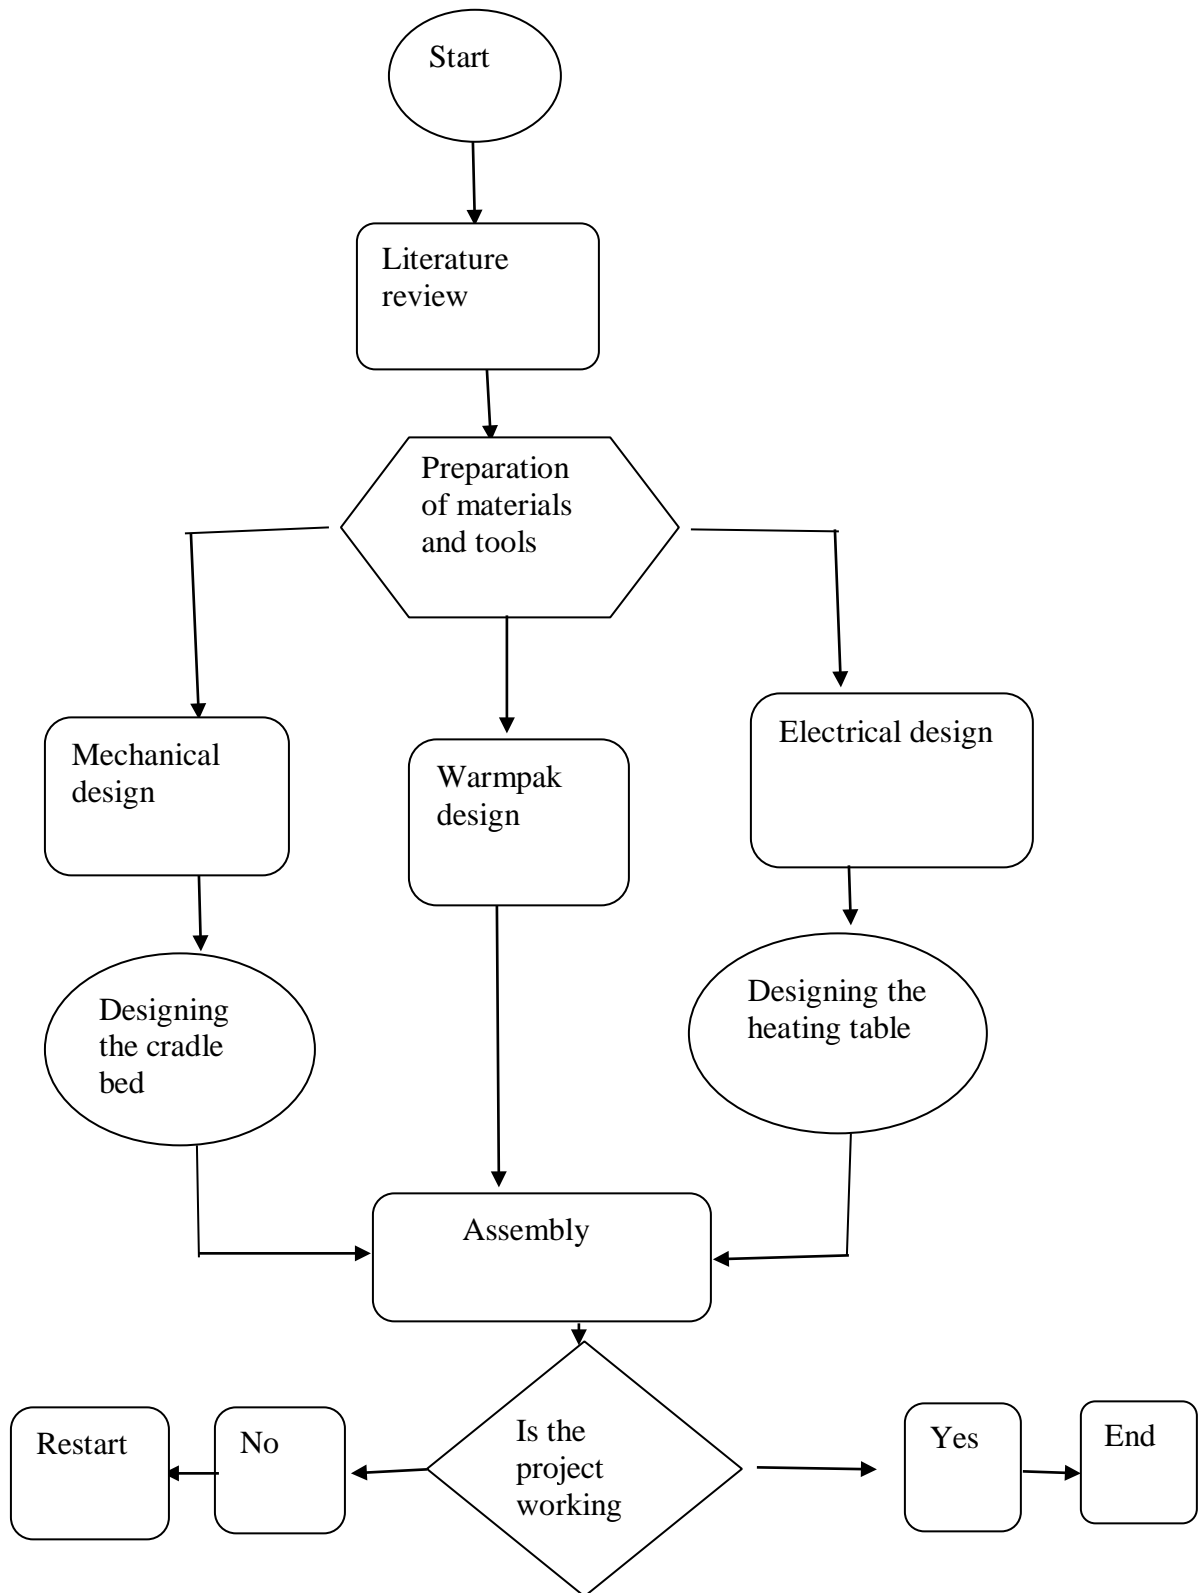 Start
Literature
review
Preparation
of materials
and tools
Mechanical
design
Warmpak
design
Electrical design
Designing
the cradle
bed
Designing the
heating table
Assembly
Restart
No
Is the
project
working
Yes
End